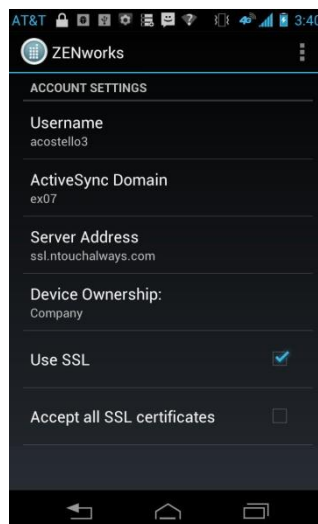 AT&T 3:40
ZENworks
ACCOUNT SETTINGS
Username
acostello3
ActiveSync Domain
ex07
Server Address
ssl.ntouchalways.com
Device Ownership:
Company
Use SSL
Accept all SSL certificates